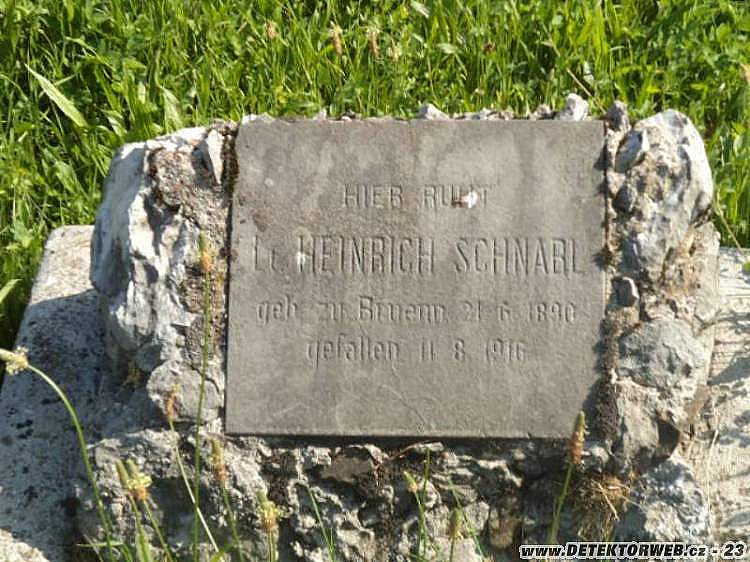 HIER RUHT
Lt. HEINRICH SCHNABL
geb. zu Bruenn 21. 6. 1890
gefallen 11. 8. 1916
www.DETEKTORWEB.cz - 23